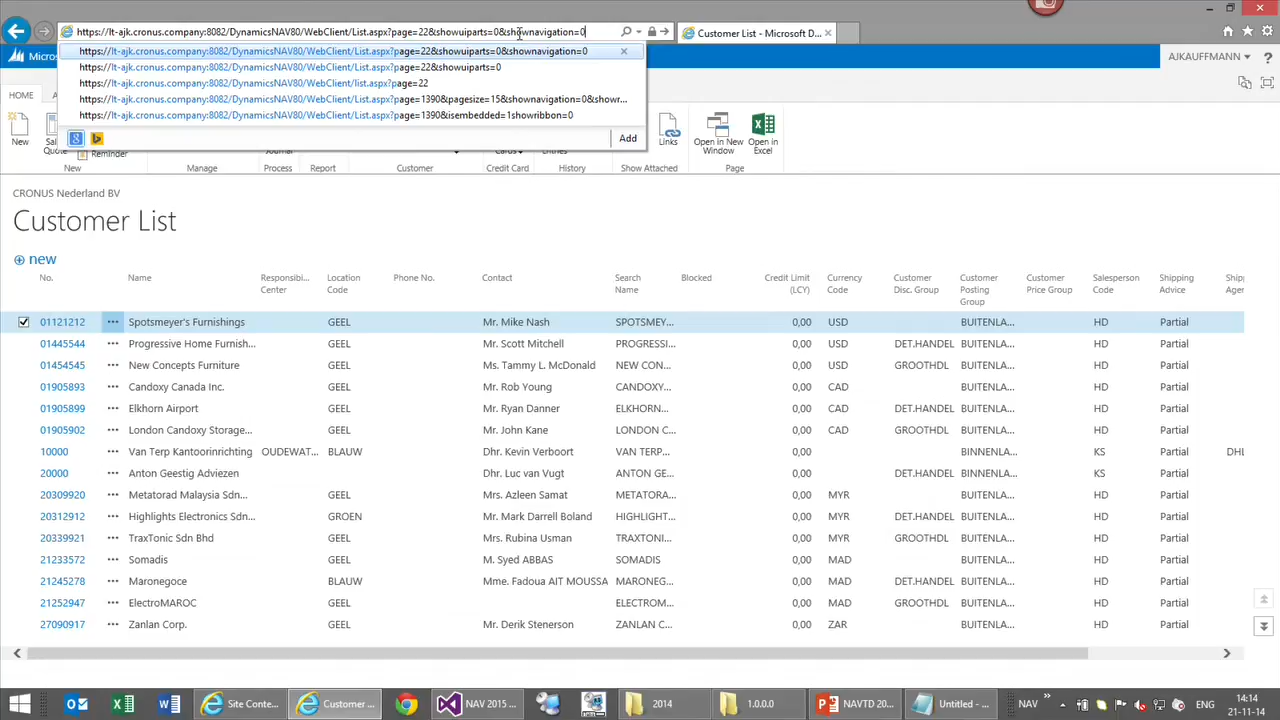 https://lt-ajk.cronus.company:8082/DynamicsNAV80/WebClient/List.aspx?page=22&showuiparts=0&shownavigation=0
Customer List - Microsoft D...
https://lt-ajk.cronus.company:8082/DynamicsNAV80/WebClient/List.aspx?page=22&showuiparts=0&shownavigation=0
https://lt-ajk.cronus.company:8082/DynamicsNAV80/WebClient/List.aspx?page=22&showuiparts=0
https://lt-ajk.cronus.company:8082/DynamicsNAV80/WebClient/list.aspx?page=22
https://lt-ajk.cronus.company:8082/DynamicsNAV80/WebClient/List.aspx?page=1390&pagesize=15&shownavigation=0&showr...
https://lt-ajk.cronus.company:8082/DynamicsNAV80/WebClient/List.aspx?page=1390&isembedded=1showribbon=0
Add
AJKAUFFMANN
HOME
New
Sal
Quot
Reminder
Links
Open in New Window
Open in Excel
New Manage Process Report Customer Credit Card History Show Attached Page
CRONUS Nederland BV
Customer List
new
No. Name Responsibi... Center Location Code Phone No. Contact Search Name Blocked Credit Limit (LCY) Currency Code Customer Disc. Group Customer Posting Group Customer Price Group Salesperson Code Shipping Advice Ship Agen
01121212 ••• Spotsmeyer's Furnishings GEEL Mr. Mike Nash SPOTSMEY... 0,00 USD BUITENLA... HD Partial
01445544 ••• Progressive Home Furnish... GEEL Mr. Scott Mitchell PROGRESSI... 0,00 USD DET.HANDEL BUITENLA... HD Partial
01454545 ••• New Concepts Furniture GEEL Ms. Tammy L. McDonald NEW CON... 0,00 USD GROOTHDL BUITENLA... HD Partial
01905893 ••• Candoxy Canada Inc. GEEL Mr. Rob Young CANDOXY... 0,00 CAD BUITENLA... HD Partial
01905899 ••• Elkhorn Airport GEEL Mr. Ryan Danner ELKHORN... 0,00 CAD DET.HANDEL BUITENLA... HD Partial
01905902 ••• London Candoxy Storage... GEEL Mr. John Kane LONDON C... 0,00 CAD GROOTHDL BUITENLA... HD Partial
10000 ••• Van Terp Kantoorinrichting OUDEWAT... BLAUW Dhr. Kevin Verboort VAN TERP... 0,00 BINNENLA... KS Partial DHL
20000 ••• Anton Geestig Adviezen Dhr. Luc van Vugt ANTON GE... 0,00 DET.HANDEL BINNENLA... KS Partial
20309920 ••• Metatorad Malaysia Sdn... GEEL Mrs. Azleen Samat METATORA... 0,00 MYR BUITENLA... HD Partial
20312912 ••• Highlights Electronics Sdn... GROEN Mr. Mark Darrell Boland HIGHLIGHT... 0,00 MYR DET.HANDEL BUITENLA... HD Partial
20339921 ••• TraxTonic Sdn Bhd GEEL Mrs. Rubina Usman TRAXTONI... 0,00 MYR GROOTHDL BUITENLA... HD Partial
21233572 ••• Somadis GEEL M. Syed ABBAS SOMADIS 0,00 MAD BUITENLA... HD Partial
21245278 ••• Maronegoce BLAUW Mme. Fadoua AIT MOUSSA MARONEG... 0,00 MAD DET.HANDEL BUITENLA... HD Partial
21252947 ••• ElectroMAROC GEEL ELECTROM... 0,00 MAD GROOTHDL BUITENLA... HD Partial
27090917 ••• Zanlan Corp. GEEL Mr. Derik Stenerson ZANLAN C... 0,00 ZAR BUITENLA... HD Partial
Site Conte... Customer ... NAV 2015 ... 2014 1.0.0.0 NAVTD 20... Untitled - ... NAV ENG
14:14
21-11-14